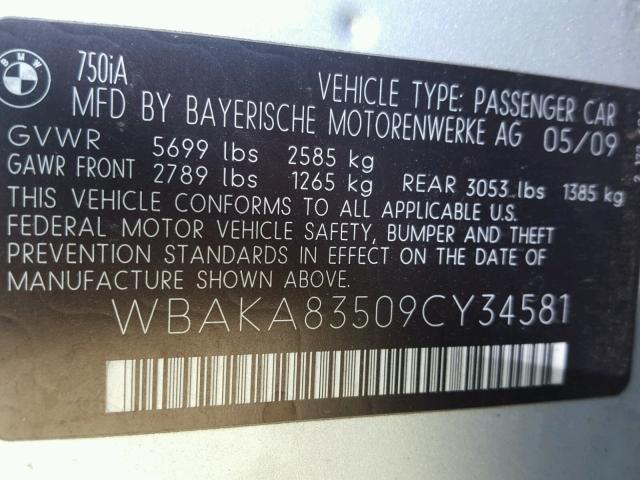 BMW
750iA
VEHICLE TYPE: PASSENGER CAR
MFD BY BAYERISCHE MOTORENWERKE AG 05/09
GVWR 5699 lbs 2585 kg
GAWR FRONT 2789 lbs 1265 kg REAR 3053 lbs 1385 kg
THIS VEHICLE CONFORMS TO ALL APPLICABLE U.S.
FEDERAL MOTOR VEHICLE SAFETY, BUMPER AND THEFT
PREVENTION STANDARDS IN EFFECT ON THE DATE OF
MANUFACTURE SHOWN ABOVE.
WBAKA83509CY34581